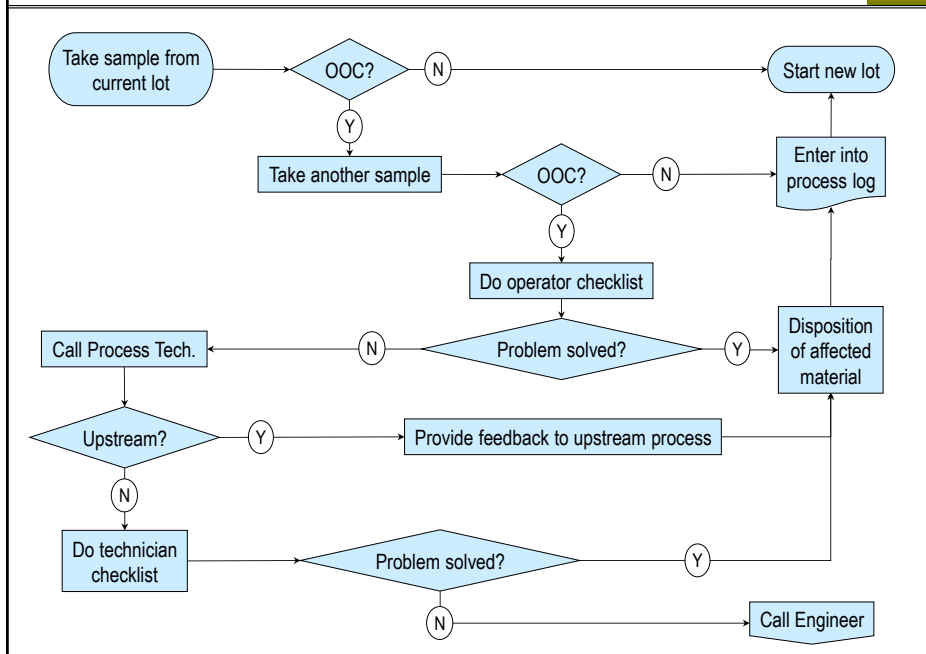 Take sample from
current lot
OOC?
N
Start new lot
Y
Take another sample
OOC?
N
Enter into
process log
Y
Do operator checklist
Call Process Tech.
N
Problem solved?
Y
Disposition
of affected
material
Upstream?
Y
Provide feedback to upstream process
N
Do technician
checklist
Problem solved?
Y
N
Call Engineer